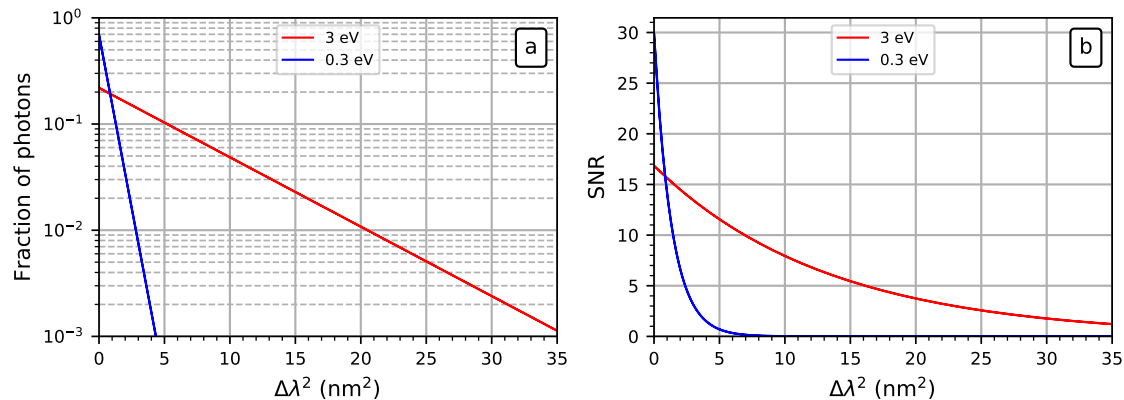 Fraction of photons
10⁰
10⁻¹
10⁻²
10⁻³
3 eV
0.3 eV
a
0 5 10 15 20 25 30 35
Δλ² (nm²)
SNR
30
25
20
15
10
5
0
3 eV
0.3 eV
b
0 5 10 15 20 25 30 35
Δλ² (nm²)